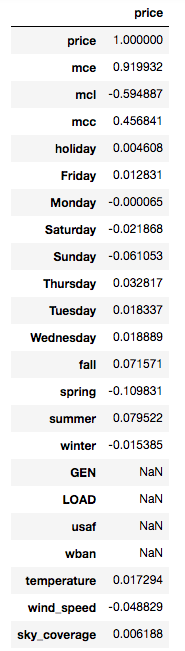 price
price 1.000000
mce 0.919932
mcl -0.594887
mcc 0.456841
holiday 0.004608
Friday 0.012831
Monday -0.000065
Saturday -0.021868
Sunday -0.061053
Thursday 0.032817
Tuesday 0.018337
Wednesday 0.018889
fall 0.071571
spring -0.109831
summer 0.079522
winter -0.015385
GEN NaN
LOAD NaN
usaf NaN
wban NaN
temperature 0.017294
wind_speed -0.048829
sky_coverage 0.006188